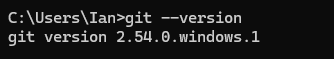 C:\Users\Ian>git --version
git version 2.54.0.windows.1